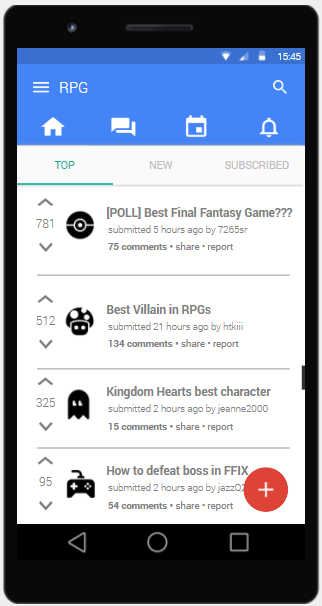 15:45
RPG
TOP NEW SUBSCRIBED
[POLL] Best Final Fantasy Game???
781
submitted 5 hours ago by 7265sr
75 comments • share • report
Best Villain in RPGs
512
submitted 21 hours ago by htkiii
134 comments • share • report
Kingdom Hearts best character
325
submitted 2 hours ago by jeanne2000
15 comments • share • report
How to defeat boss in FFIX
95
submitted 2 hours ago by
54 comments • share • report